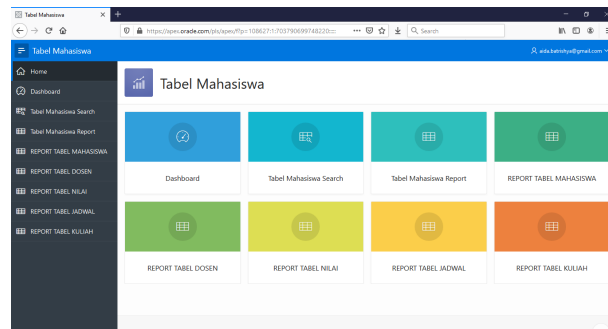 Tabel Mahasiswa
https://apex.oracle.com/pls/apex/f?p=108627:1:703790699748220:::::
Search
Tabel Mahasiswa
aida.batrishya@gmail.com
Home
Dashboard
Tabel Mahasiswa Search
Tabel Mahasiswa Report
REPORT TABEL MAHASISWA
REPORT TABEL DOSEN
REPORT TABEL NILAI
REPORT TABEL JADWAL
REPORT TABEL KULIAH
Tabel Mahasiswa
Dashboard
Tabel Mahasiswa Search
Tabel Mahasiswa Report
REPORT TABEL MAHASISWA
REPORT TABEL DOSEN
REPORT TABEL NILAI
REPORT TABEL JADWAL
REPORT TABEL KULIAH